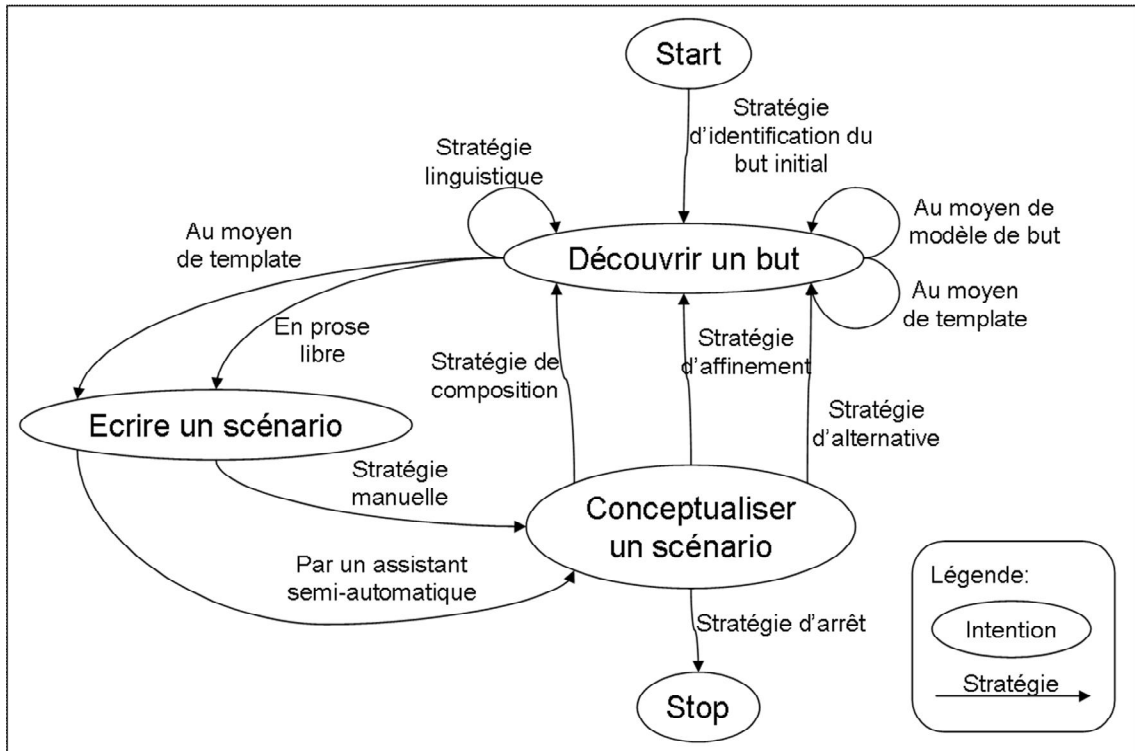 Start
Stratégie
d'identification du
but initial
Stratégie
linguistique
Au moyen de
modèle de but
Au moyen
de template
Découvrir un but
Au moyen
de template
En prose
libre
Stratégie de
composition
Stratégie
d'affinement
Stratégie
d'alternative
Ecrire un scénario
Stratégie
manuelle
Conceptualiser
un scénario
Par un assistant
semi-automatique
Stratégie d'arrêt
Stop
Légende:
Intention
Stratégie